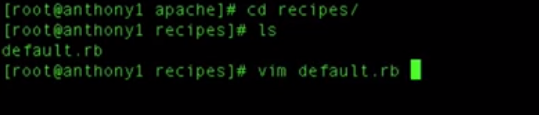 [root@anthony1 apache]# cd recipes/
[root@anthony1 recipes]# ls
default.rb
[root@anthony1 recipes]# vim default.rb